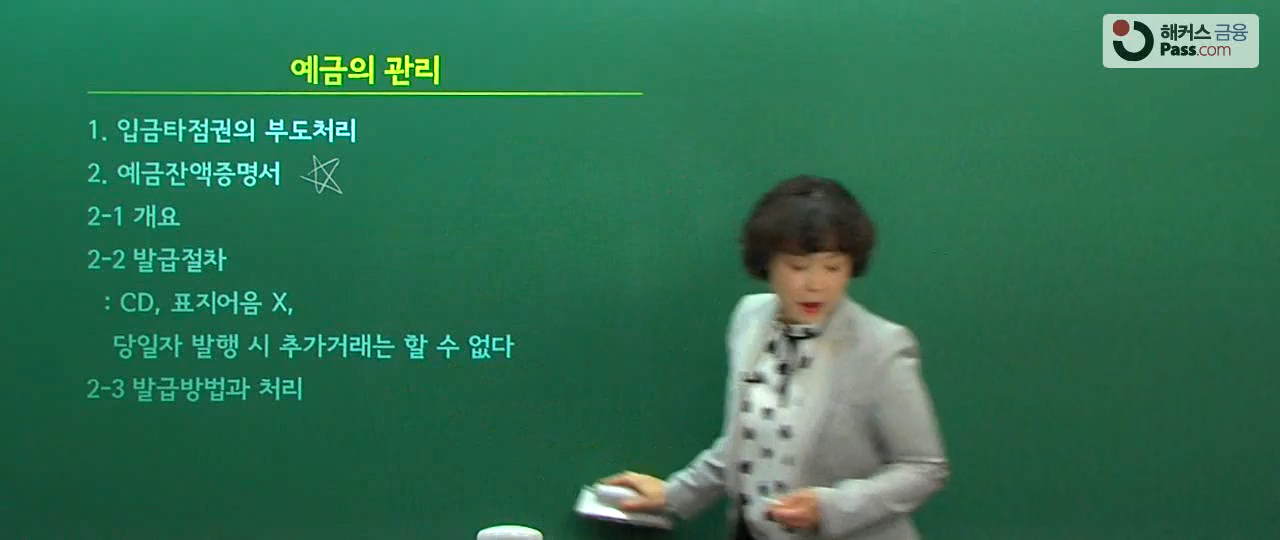 해커스 금융
Pass.com
예금의 관리
1. 입금타점권의 부도처리
2. 예금잔액증명서
2-1 개요
2-2 발급절차
: CD, 표지어음 X,
당일자 발행 시 추가거래는 할 수 없다
2-3 발급방법과 처리